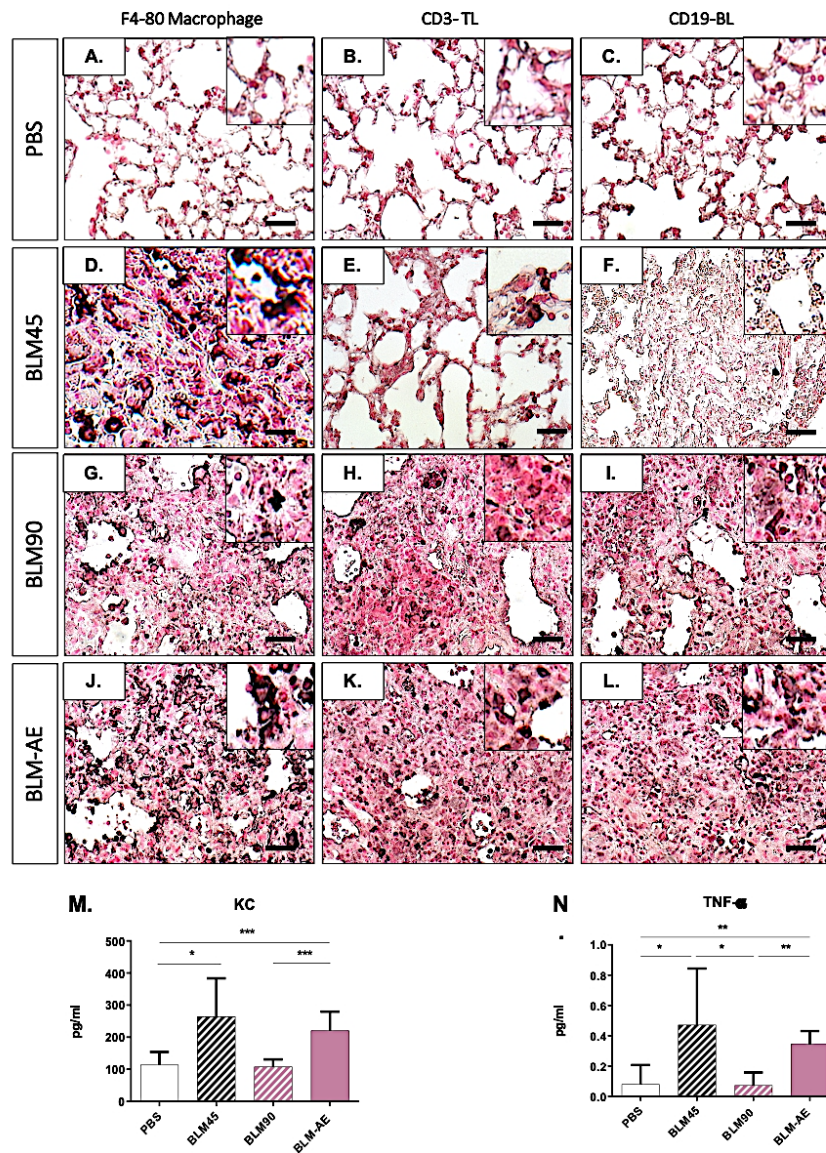 F4-80 Macrophage CD3-TL CD19-BL
PBS
A. B. C.
BLM45
D. E. F.
BLM90
G. H. I.
BLM-AE
J. K. L.
M. KC
***
* ***
pg/ml
500
400
300
200
100
0
PBS BLM45 BLM90 BLM-AE
N. TNF-α
**
* * **
pg/ml
1.0
0.8
0.6
0.4
0.2
0.0
PBS BLM45 BLM90 BLM-AE